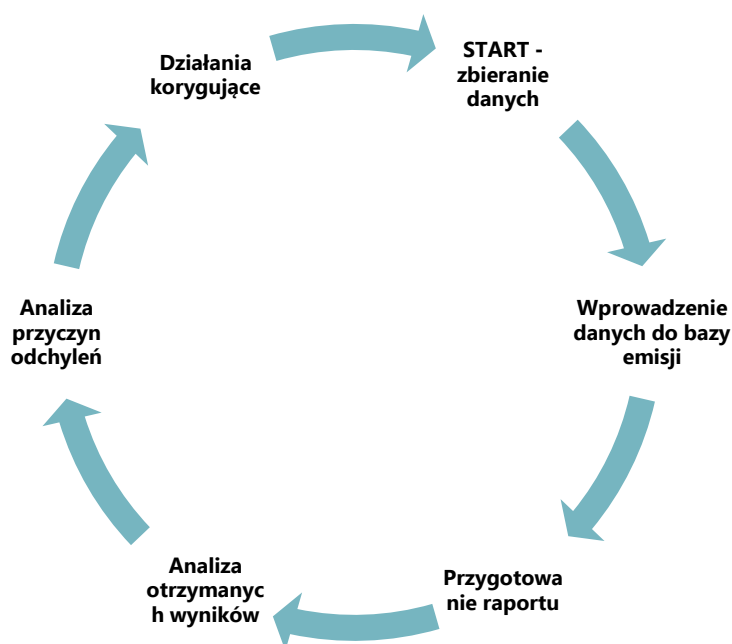 START -
zbieranie
danych
Wprowadzenie
danych do bazy
emisji
Przygotowa
nie raportu
Analiza
otrzymanyc
h wyników
Analiza
przyczyn
odchyleń
Działania
korygujące